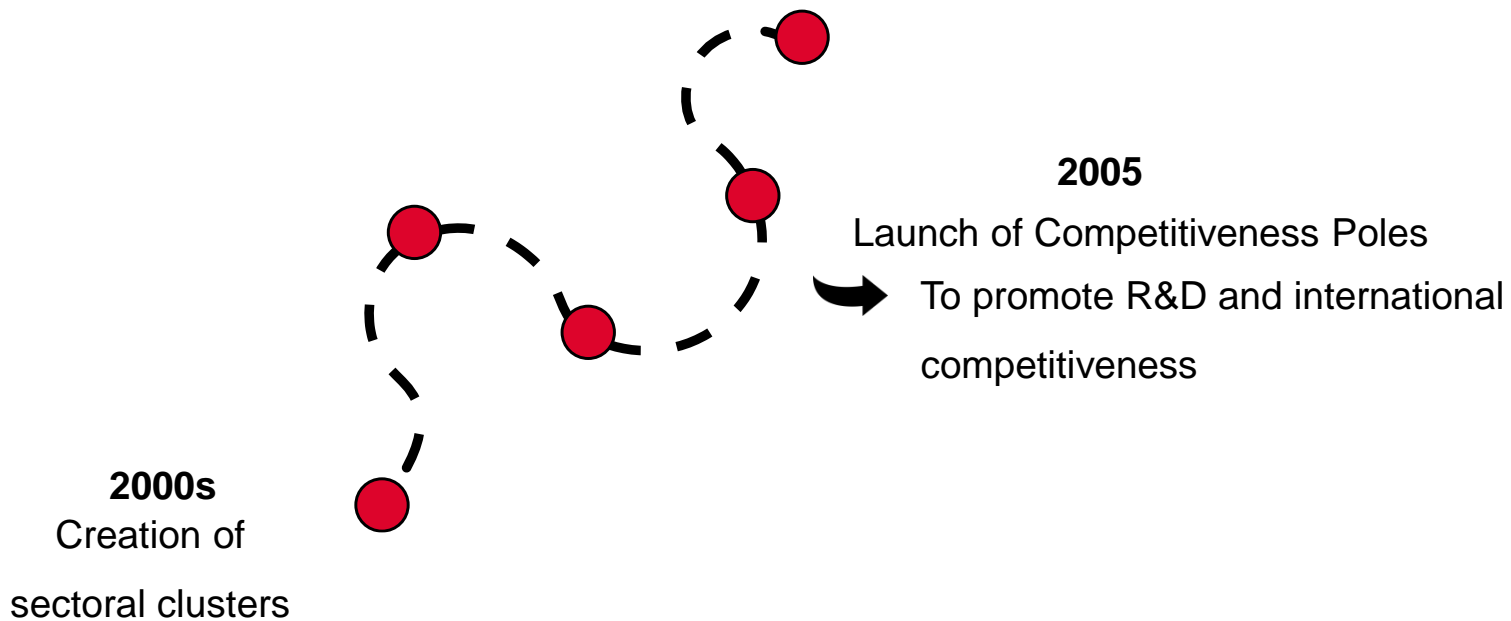 2005
Launch of Competitiveness Poles
To promote R&D and international
competitiveness
2000s
Creation of
sectoral clusters